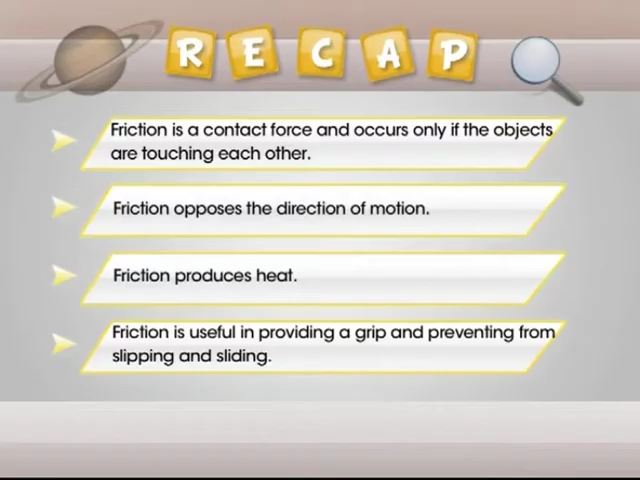 RECAP
Friction is a contact force and occurs only if the objects
are touching each other.
Friction opposes the direction of motion.
Friction produces heat.
Friction is useful in providing a grip and preventing from
slipping and sliding.